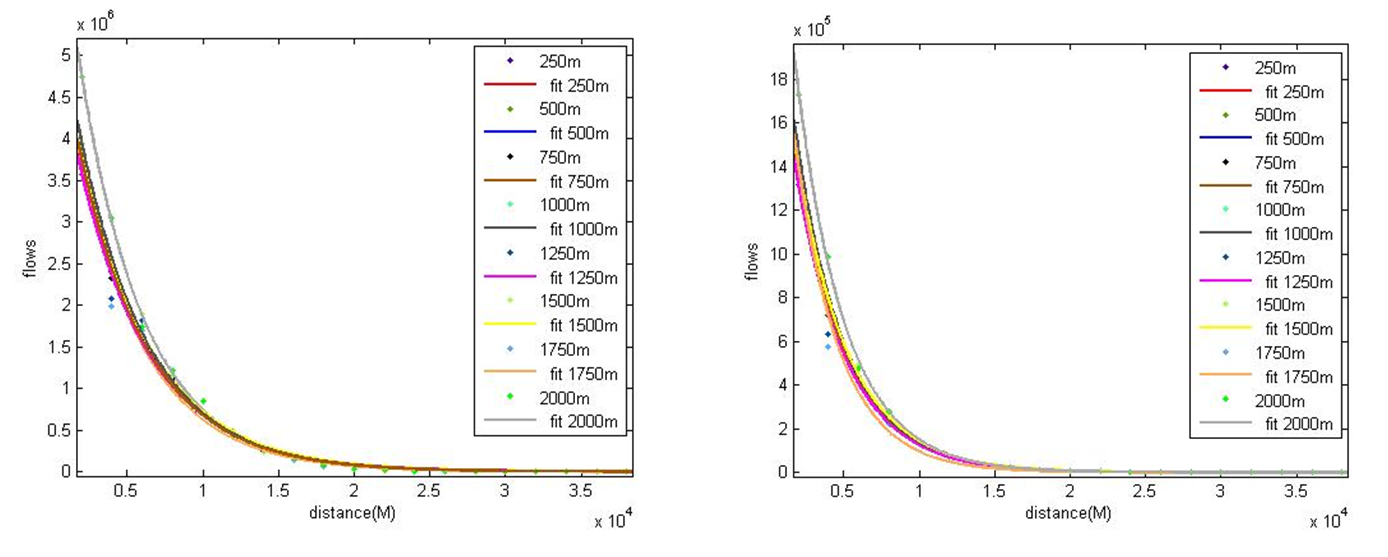 x 10^6
5
4.5
4
3.5
3
2.5
2
1.5
1
0.5
0
flows
0.5 1 1.5 2 2.5 3 3.5
distance(M)
x 10^4
250m
fit 250m
500m
fit 500m
750m
fit 750m
1000m
fit 1000m
1250m
fit 1250m
1500m
fit 1500m
1750m
fit 1750m
2000m
fit 2000m
x 10^5
18
16
14
12
10
8
6
4
2
0
flows
0.5 1 1.5 2 2.5 3 3.5
distance(M)
x 10^4
250m
fit 250m
500m
fit 500m
750m
fit 750m
1000m
fit 1000m
1250m
fit 1250m
1500m
fit 1500m
1750m
fit 1750m
2000m
fit 2000m